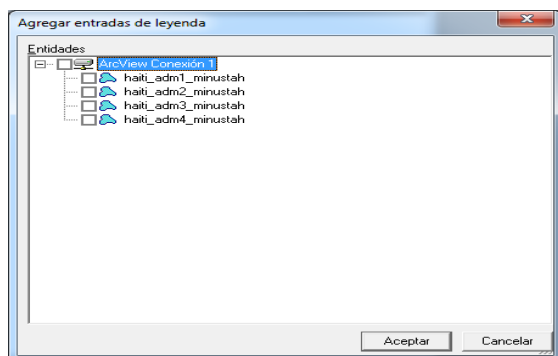 Agregar entradas de leyenda
Entidades
ArcView Conexión 1
haiti_adm1_minustah
haiti_adm2_minustah
haiti_adm3_minustah
haiti_adm4_minustah
Aceptar Cancelar